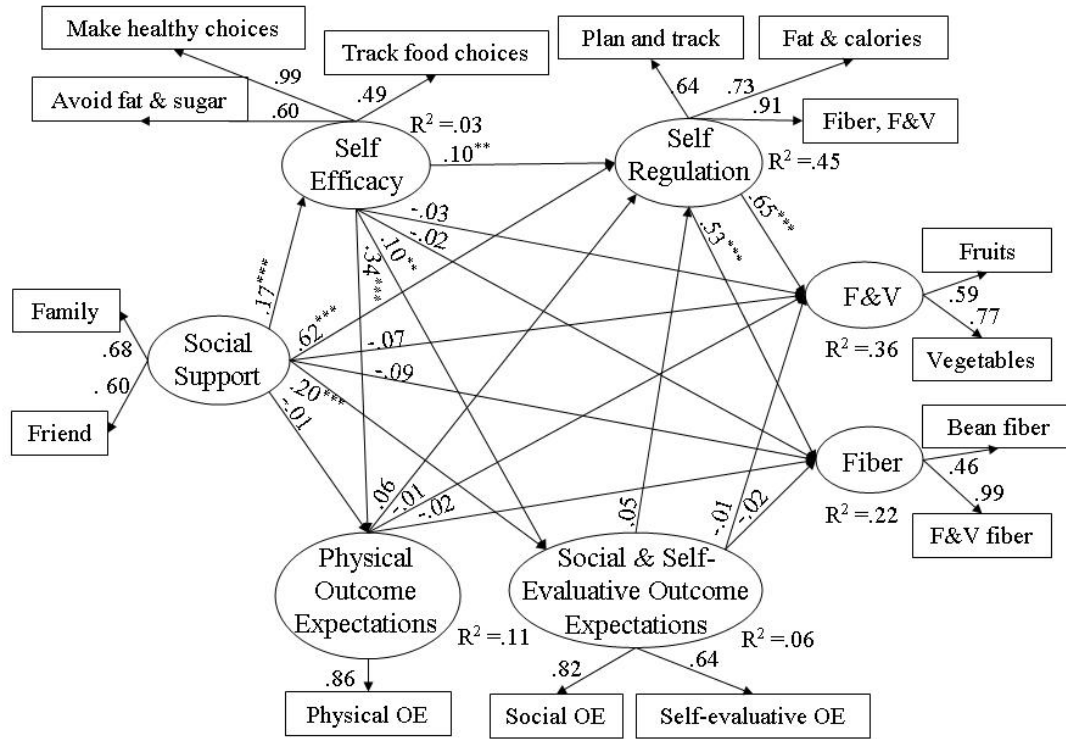 Make healthy choices
Track food choices
Plan and track
Fat & calories
.99
.49
.64
.73
Avoid fat & sugar
.60
.91
Fiber, F&V
R² =.03
Self
Efficacy
.10**
Self
Regulation
R² =.45
-.03
-.02
.65***
.10**
.34***
.53***
.17***
Fruits
F&V
.59
.77
Family
.68
Social
Support
.62***
-.07
R² =.36
Vegetables
. 60
-.09
.20***
-.01
Friend
Bean fiber
Fiber
.46
.99
.06
-.01
-.02
.05
-.01
-.02
R² =.22
F&V fiber
Physical
Outcome
Expectations
Social & Self-
Evaluative Outcome
Expectations
R² =.11
R² =.06
.86
.82
.64
Physical OE
Social OE
Self-evaluative OE